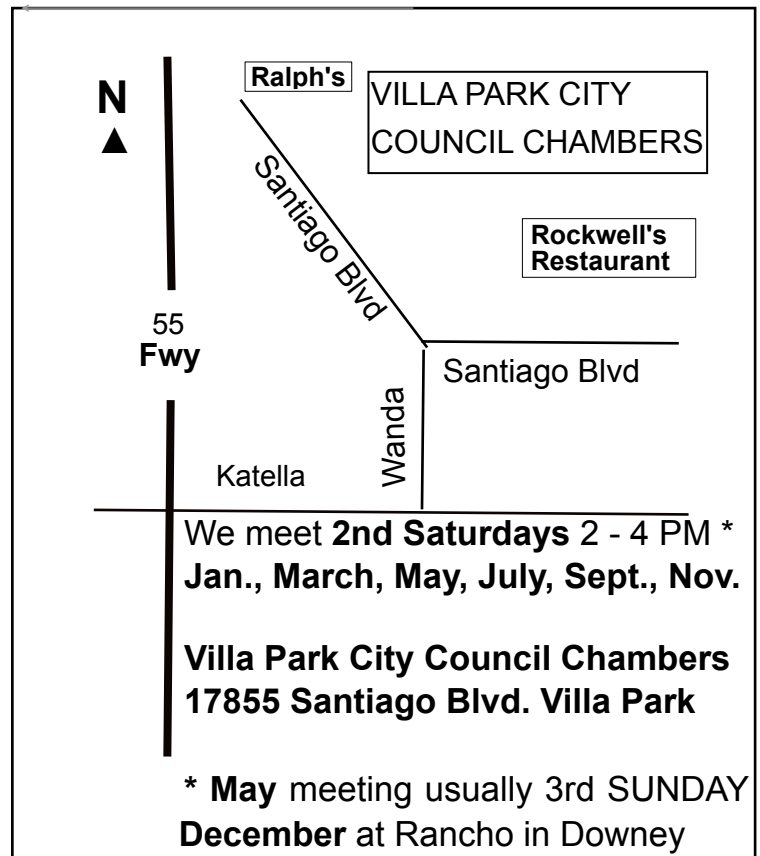 Ralph's
N
VILLA PARK CITY
COUNCIL CHAMBERS
▲
Santiago Blvd
Rockwell's
Restaurant
55
Fwy
Santiago Blvd
Wanda
Katella
We meet 2nd Saturdays 2 - 4 PM *
Jan., March, May, July, Sept., Nov.
Villa Park City Council Chambers
17855 Santiago Blvd. Villa Park
* May meeting usually 3rd SUNDAY
December at Rancho in Downey